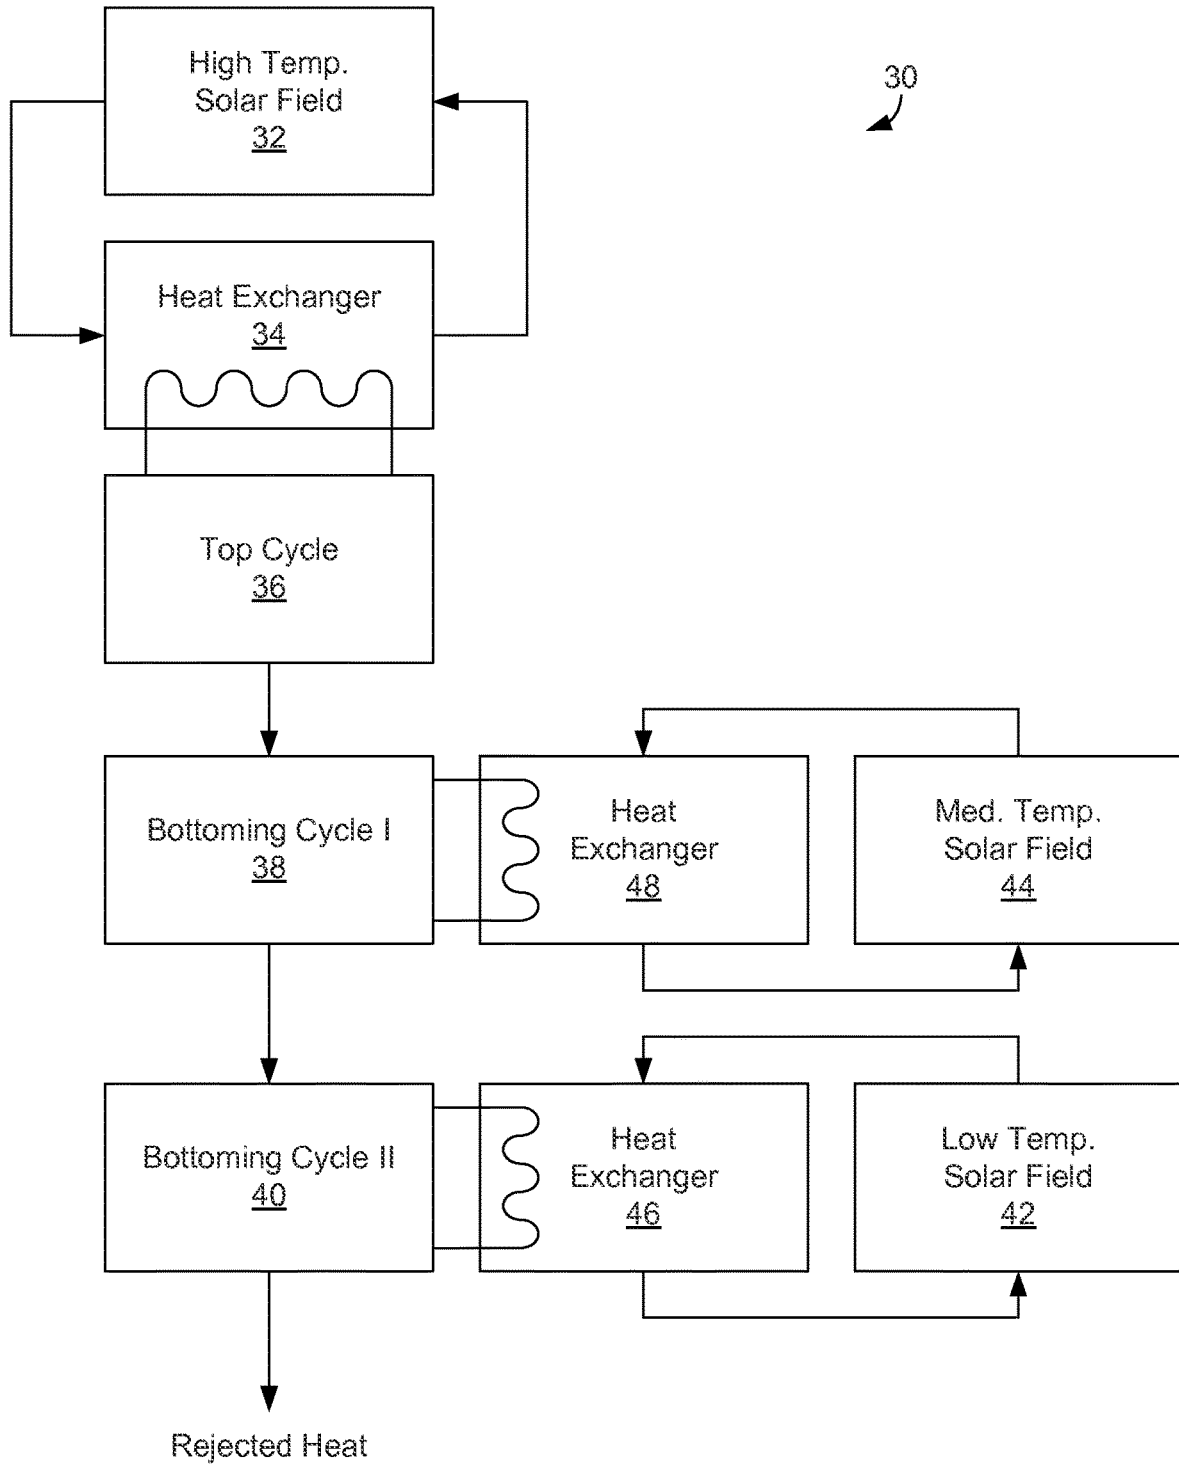 High Temp.
Solar Field
32
30
Heat Exchanger
34
Top Cycle
36
Bottoming Cycle I
38
Heat
Exchanger
48
Med. Temp.
Solar Field
44
Bottoming Cycle II
40
Heat
Exchanger
46
Low Temp.
Solar Field
42
Rejected Heat